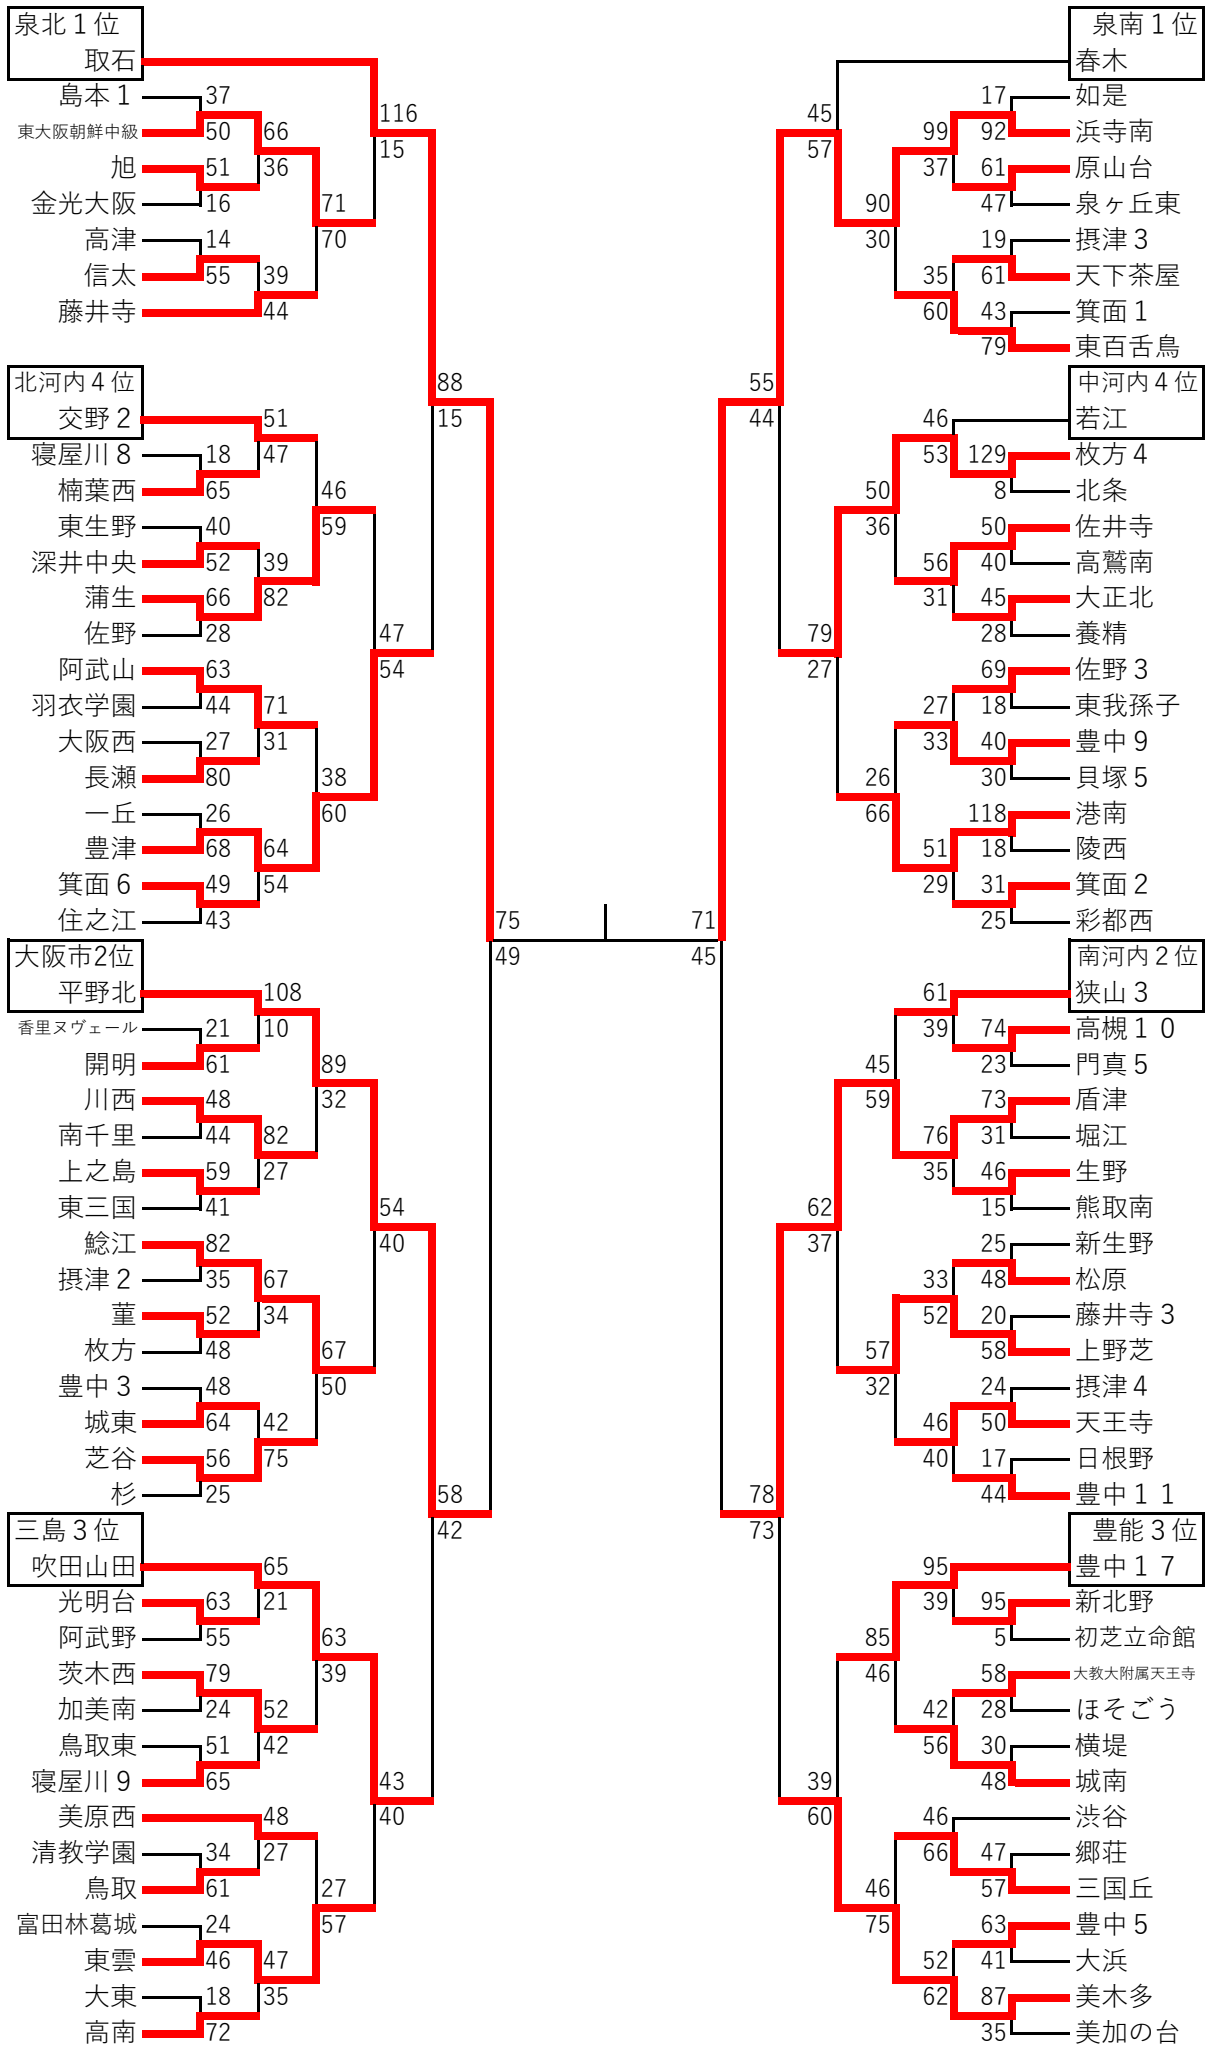 泉北１位
取石
島本１
東大阪朝鮮中級
旭
金光大阪
高津
信太
藤井寺
37
50
51
16
14
55
66
36
39
44
71
70
116
15
北河内４位
交野２
寝屋川８
楠葉西
東生野
深井中央
蒲生
佐野
阿武山
羽衣学園
大阪西
長瀬
一丘
豊津
箕面６
住之江
18
65
40
52
66
28
63
44
27
80
26
68
49
43
51
47
39
82
71
31
64
54
46
59
38
60
47
54
88
15
大阪市2位
平野北
香里ヌヴェール
開明
川西
南千里
上之島
東三国
鯰江
摂津２
菫
枚方
豊中３
城東
芝谷
杉
21
61
48
44
59
41
82
35
52
48
48
64
56
25
108
10
82
27
67
34
42
75
89
32
67
50
54
40
三島３位
吹田山田
光明台
阿武野
茨木西
加美南
鳥取東
寝屋川９
美原西
清教学園
鳥取
富田林葛城
東雲
大東
高南
63
55
79
24
51
65
34
61
24
46
18
72
65
21
52
42
48
27
47
35
63
39
27
57
43
40
58
42
75
49
71
45
泉南１位
春木
如是
浜寺南
原山台
泉ヶ丘東
摂津３
天下茶屋
箕面１
東百舌鳥
17
92
61
47
19
61
43
79
99
37
35
60
90
30
45
57
中河内４位
若江
枚方４
北条
佐井寺
高鷲南
大正北
養精
佐野３
東我孫子
豊中９
貝塚５
港南
陵西
箕面２
彩都西
129
8
50
40
45
28
69
18
40
30
118
18
31
25
46
53
56
31
27
33
51
29
50
36
26
66
79
27
55
44
南河内２位
狭山３
高槻１０
門真５
盾津
堀江
生野
熊取南
新生野
松原
藤井寺３
上野芝
摂津４
天王寺
日根野
豊中１１
74
23
73
31
46
15
25
48
20
58
24
50
17
44
61
39
76
35
33
52
46
40
45
59
57
32
62
37
豊能３位
豊中１７
新北野
初芝立命館
大教大附属天王寺
ほそごう
横堤
城南
渋谷
郷荘
三国丘
豊中５
大浜
美木多
美加の台
95
5
58
28
30
48
47
57
63
41
87
35
95
39
42
56
46
66
52
62
85
46
46
75
39
60
78
73